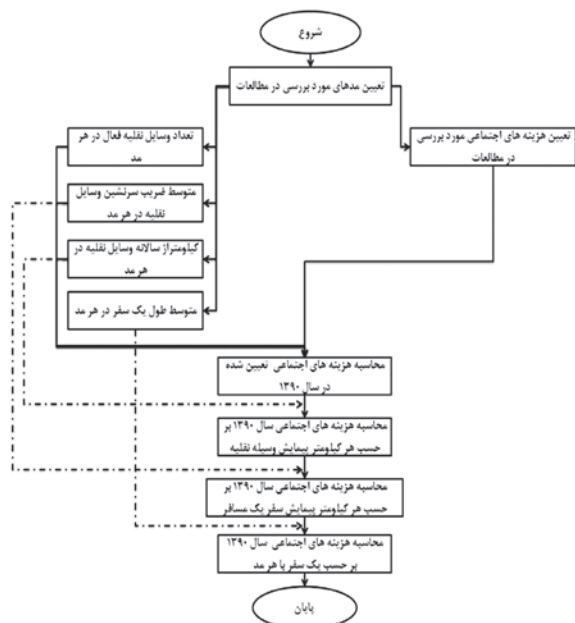 شروع
تعیین مدهای مورد بررسی در مطالعات
تعداد وسایل نقلیه فعال در هر
مد
تعیین هزینه های اجتماعی مورد بررسی
در مطالعات
متوسط ضریب سرنشین وسایل
نقلیه در هر مد
کیلومتراژ سالانه وسایل نقلیه در
هر مد
متوسط طول یک سفر در هر مد
محاسبه هزینه های اجتماعی تعیین شده
در سال ۱۳۹۰
محاسبه هزینه های اجتماعی سال ۱۳۹۰ بر
حسب هر کیلومتر پیمایش وسیله نقلیه
محاسبه هزینه های اجتماعی سال ۱۳۹۰ بر
حسب هر کیلومتر پیمایش سفر یک مسافر
محاسبه هزینه های اجتماعی سال ۱۳۹۰
بر حسب یک سفر با هر مد
پایان